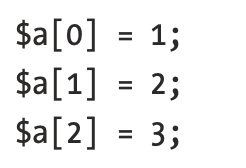 $a[0] = 1;
$a[1] = 2;
$a[2] = 3;